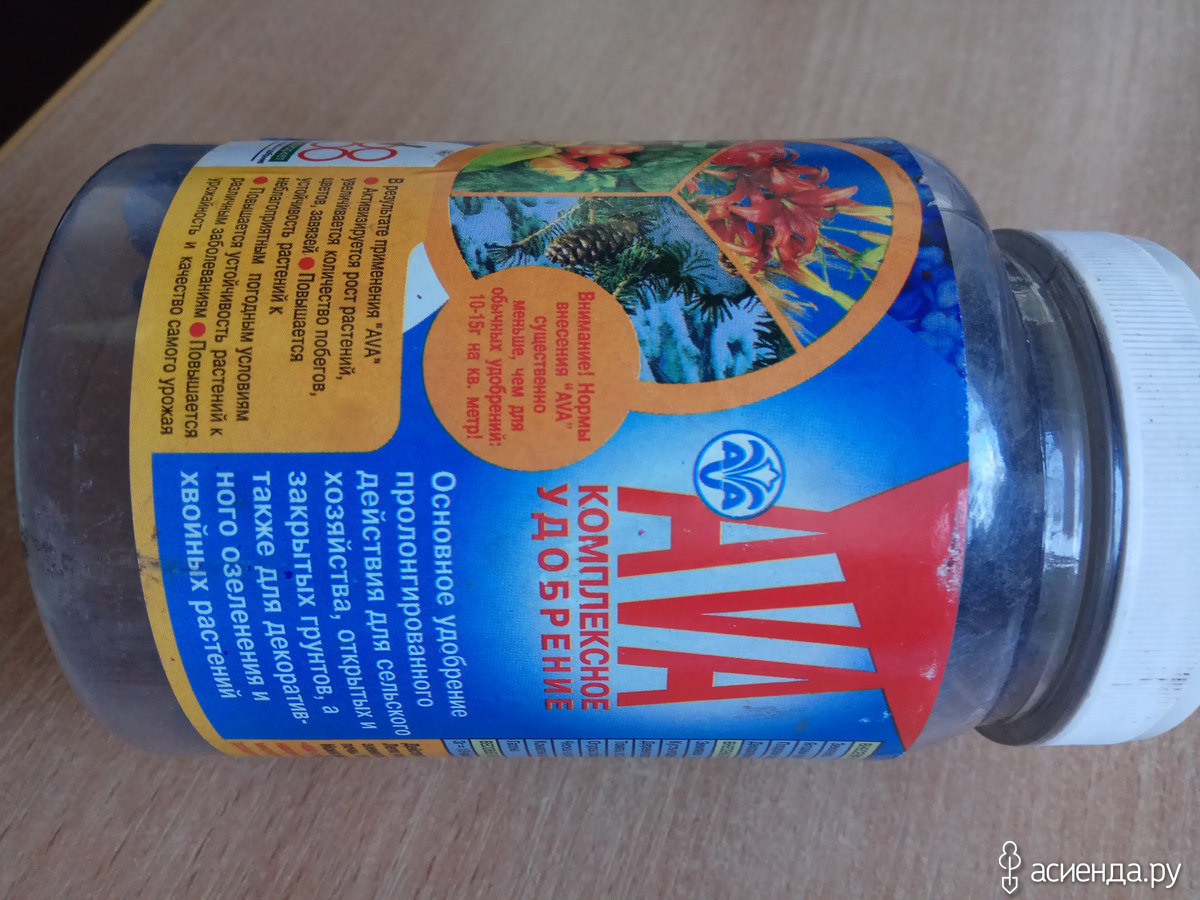 AVA
AVA
КОМПЛЕКСНОЕ
УДОБРЕНИЕ
Внимание! Нормы
внесения "AVA"
существенно
меньше, чем для
обычных удобрений:
10-15г на кв. метр!
Основное удобрение
пролонгированного
действия для сельского
хозяйства, открытых и
закрытых грунтов, а
также для декоратив-
ного озеленения и
хвойных растений
В результате применения "AVA"
● Активизируется рост растений,
увеличивается количество побегов,
цветов, завязей ● Повышается
устойчивость растений к
неблагоприятным погодным условиям
● Повышается устойчивость растений к
различным заболеваниям ● Повышается
урожайность и качество самого урожая
асиенда.ру